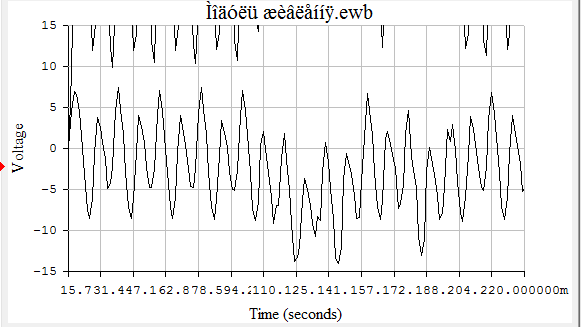 Ìîäóëü æèâëåííÿ.ewb
15
10
5
0
-5
-10
-15
Voltage
15.731.447.162.878.594.2110.125.141.157.172.188.204.220.000000m
Time (seconds)